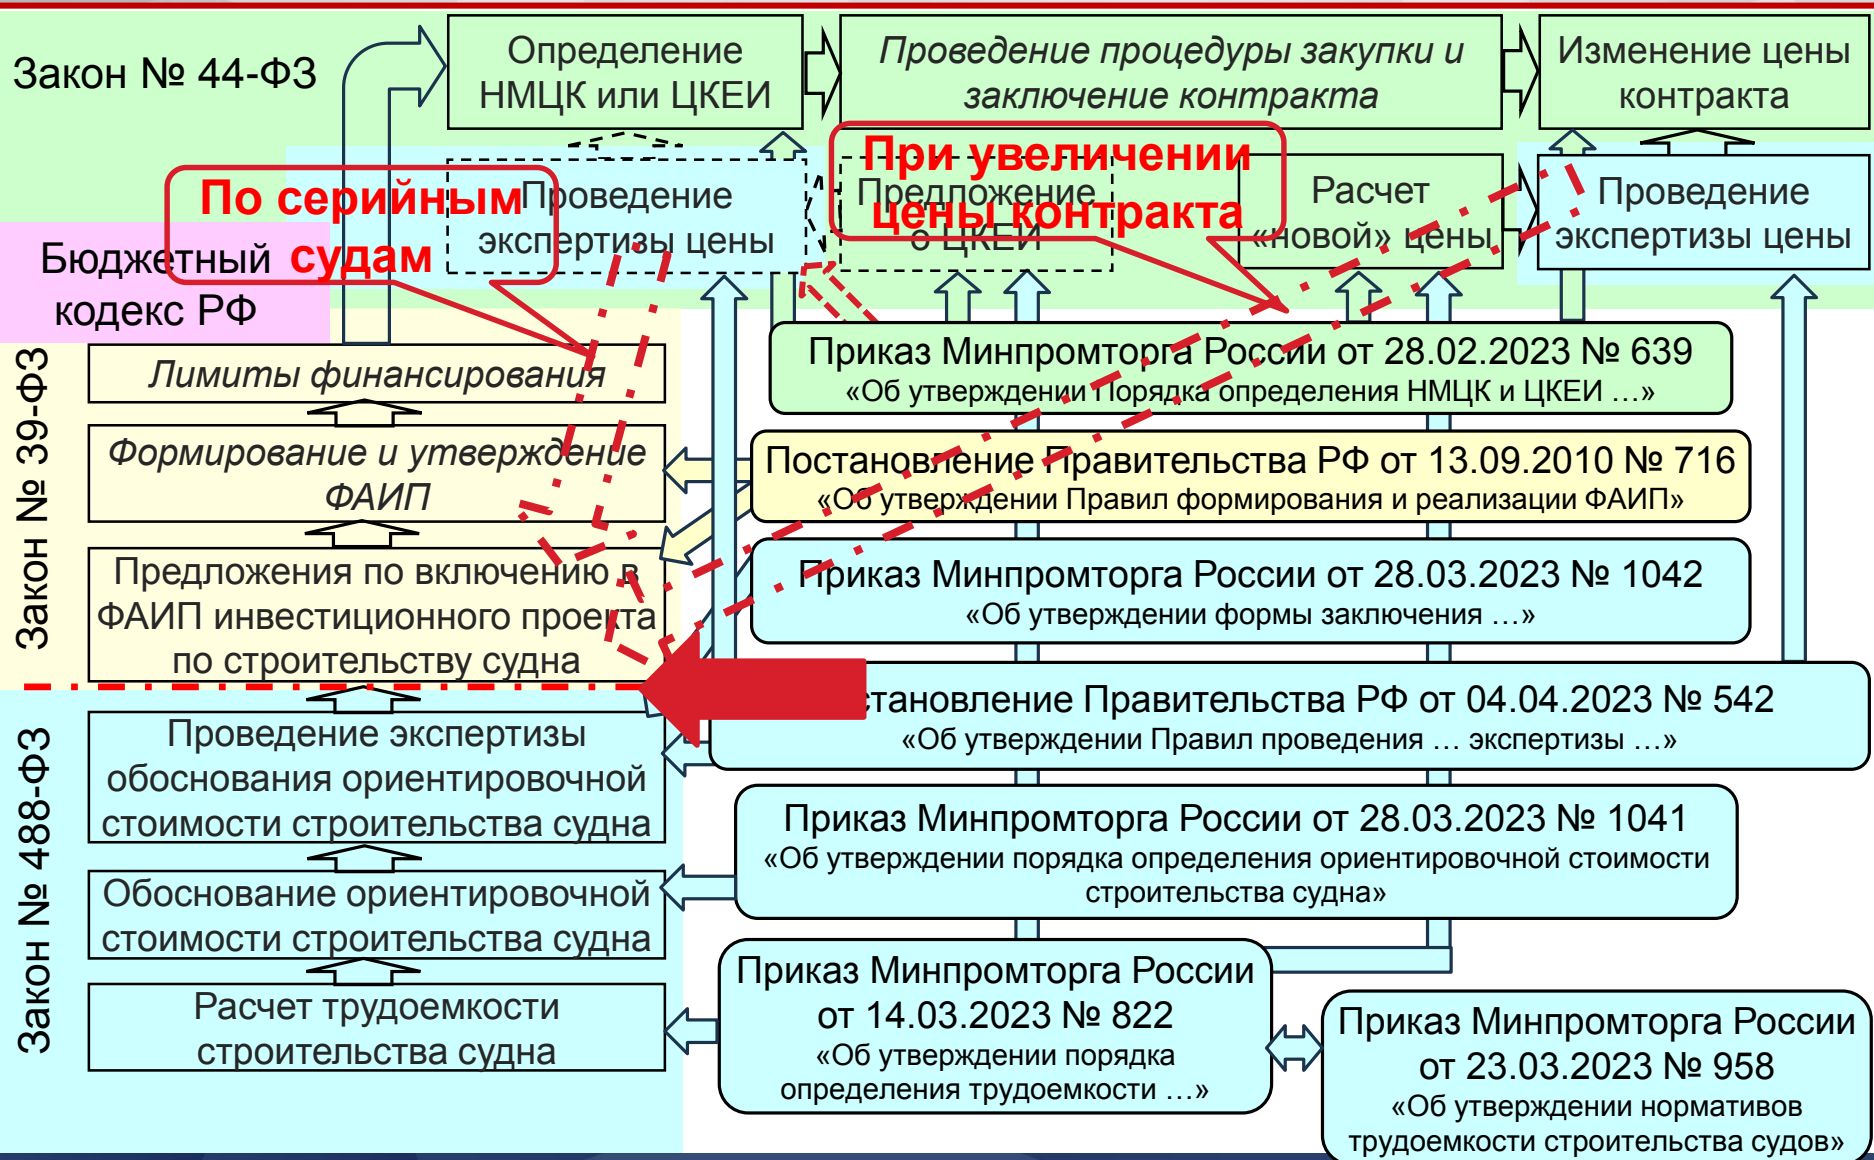 Закон № 44-ФЗ
Определение
НМЦК или ЦКЕИ
Проведение процедуры закупки и
заключение контракта
Изменение цены
контракта
По серийным
судам
Проведение
экспертизы цены
При увеличении
цены контракта
Предложение
о ЦКЕИ
Расчет
«новой» цены
Проведение
экспертизы цены
Бюджетный
кодекс РФ
Закон № 39-ФЗ
Лимиты финансирования
Формирование и утверждение
ФАИП
Предложения по включению в
ФАИП инвестиционного проекта
по строительству судна
Закон № 488-ФЗ
Проведение экспертизы
обоснования ориентировочной
стоимости строительства судна
Обоснование ориентировочной
стоимости строительства судна
Расчет трудоемкости
строительства судна
Приказ Минпромторга России от 28.02.2023 № 639
«Об утверждении Порядка определения НМЦК и ЦКЕИ …»
Постановление Правительства РФ от 13.09.2010 № 716
«Об утверждении Правил формирования и реализации ФАИП»
Приказ Минпромторга России от 28.03.2023 № 1042
«Об утверждении формы заключения …»
становление Правительства РФ от 04.04.2023 № 542
«Об утверждении Правил проведения … экспертизы …»
Приказ Минпромторга России от 28.03.2023 № 1041
«Об утверждении порядка определения ориентировочной стоимости
строительства судна»
Приказ Минпромторга России
от 14.03.2023 № 822
«Об утверждении порядка
определения трудоемкости …»
Приказ Минпромторга России
от 23.03.2023 № 958
«Об утверждении нормативов
трудоемкости строительства судов»